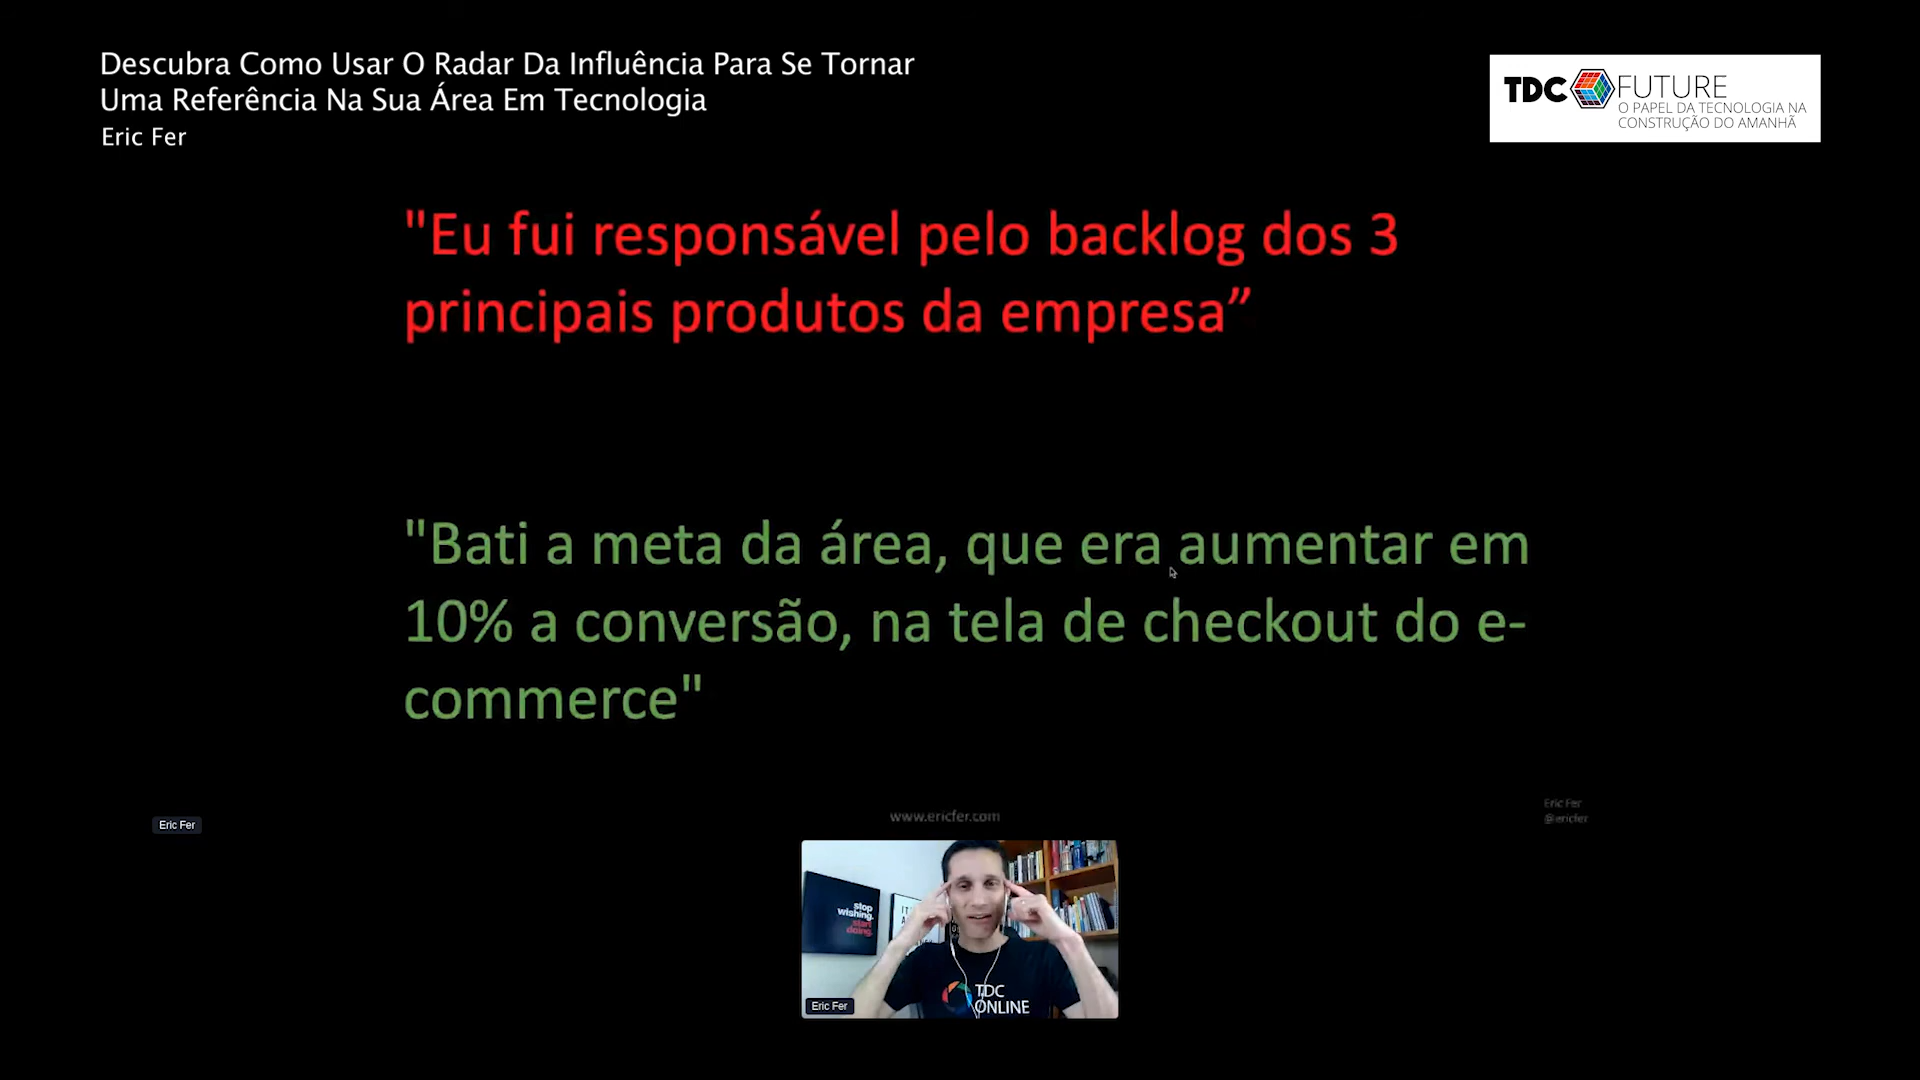 Descubra Como Usar O Radar Da Influência Para Se Tornar
Uma Referência Na Sua Área Em Tecnologia
Eric Fer
TDC FUTURE
O PAPEL DA TECNOLOGIA NA
CONSTRUÇÃO DO AMANHÃ
"Eu fui responsável pelo backlog dos 3
principais produtos da empresa”
"Bati a meta da área, que era aumentar em
10% a conversão, na tela de checkout do e-
commerce"
www.ericfer.com
Eric Fer
@ericfer
Eric Fer
stop
wishing.
start
doing.
TDC
ONLINE
Eric Fer